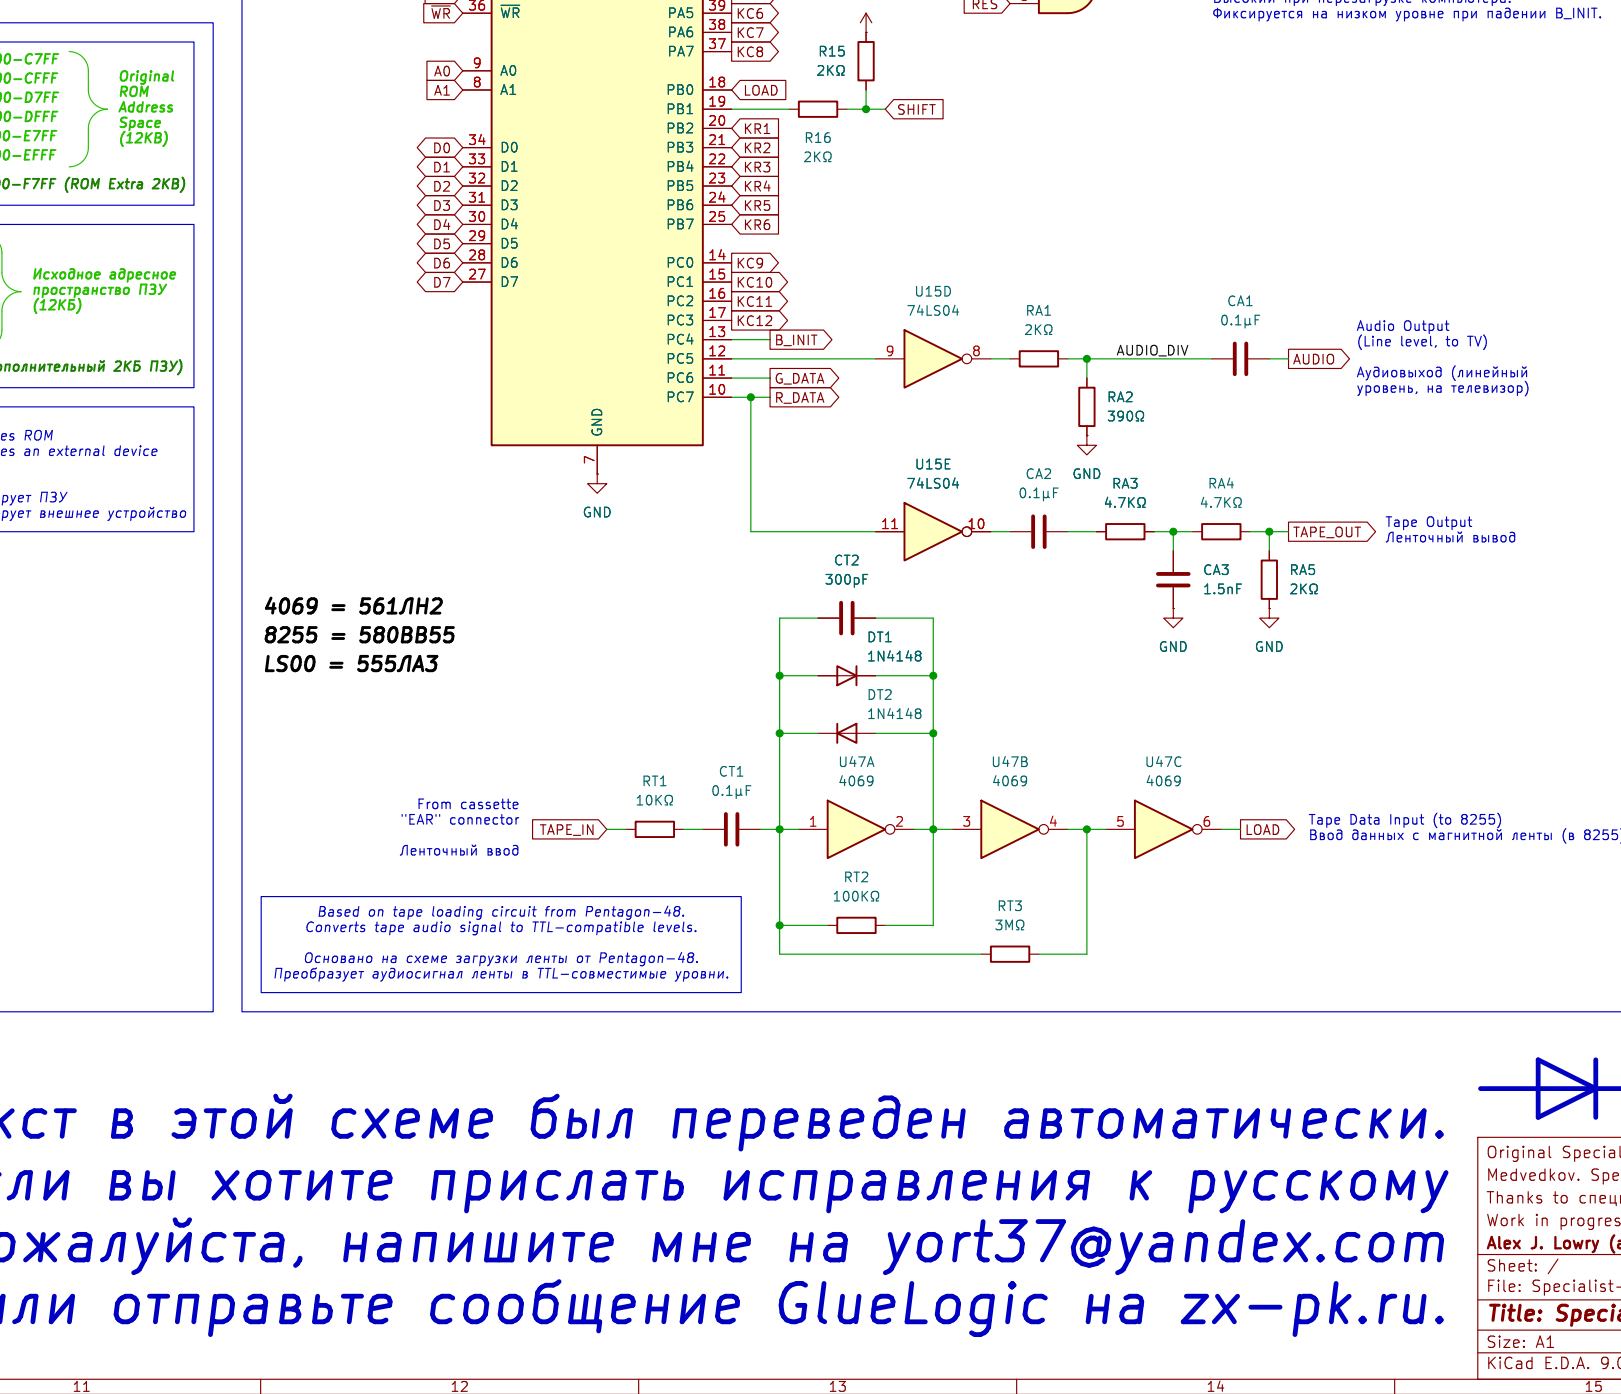 WR 36 WR
A0 9 A0
A1 8 A1
D0 34 D0
D1 33 D1
D2 32 D2
D3 31 D3
D4 30 D4
D5 29 D5
D6 28 D6
D7 27 D7
PA5 39 KC6
PA6 38 KC7
PA7 37 KC8
PB0 18 LOAD
PB1 19
PB2 20 KR1
PB3 21 KR2
PB4 22 KR3
PB5 23 KR4
PB6 24 KR5
PB7 25 KR6
PC0 14 KC9
PC1 15 KC10
PC2 16 KC11
PC3 17 KC12
PC4 13 B_INIT
PC5 12
PC6 11 G_DATA
PC7 10 R_DATA
GND
7
GND
R15
2KΩ
R16
2KΩ
SHIFT
RES
Фиксируется на низком уровне при падении B_INIT.
00-C7FF
00-CFFF
00-D7FF
00-DFFF
00-E7FF
00-EFFF
Original
ROM
Address
Space
(12KB)
00-F7FF (ROM Extra 2KB)
Исходное адресное
пространство ПЗУ
(12КБ)
ополнительный 2КБ ПЗУ)
es ROM
es an external device
рует ПЗУ
рует внешнее устройство
U15D
74LS04
9 8
RA1
2KΩ
AUDIO_DIV
CA1
0.1µF
AUDIO
RA2
390Ω
GND
Audio Output
(Line level, to TV)
Аудиовыход (линейный
уровень, на телевизор)
U15E
74LS04
11 10
CA2
0.1µF
RA3
4.7KΩ
RA4
4.7KΩ
TAPE_OUT
CA3
1.5nF
GND
RA5
2KΩ
GND
Tape Output
Ленточный вывод
4069 = 561ЛН2
8255 = 580ВВ55
LS00 = 555ЛА3
CT2
300pF
DT1
1N4148
DT2
1N4148
From cassette
"EAR" connector
Ленточный ввод
TAPE_IN
RT1
10KΩ
CT1
0.1µF
U47A
4069
1 2
U47B
4069
3 4
U47C
4069
5 6
LOAD
Tape Data Input (to 8255)
Ввод данных с магнитной ленты (в 8255)
RT2
100KΩ
RT3
3MΩ
Based on tape loading circuit from Pentagon-48.
Converts tape audio signal to TTL-compatible levels.
Основано на схеме загрузки ленты от Pentagon-48.
Преобразует аудиосигнал ленты в TTL-совместимые уровни.
кст в этой схеме был переведен автоматически.
сли вы хотите прислать исправления к русскому
ожалуйста, напишите мне на yort37@yandex.com
или отправьте сообщение GlueLogic на zx-pk.ru.
Original Special
Medvedkov. Spe
Thanks to спец
Work in progres
Alex J. Lowry (a
Sheet: /
File: Specialist-
Title: Specia
Size: A1
KiCad E.D.A. 9.0
11 12 13 14 15